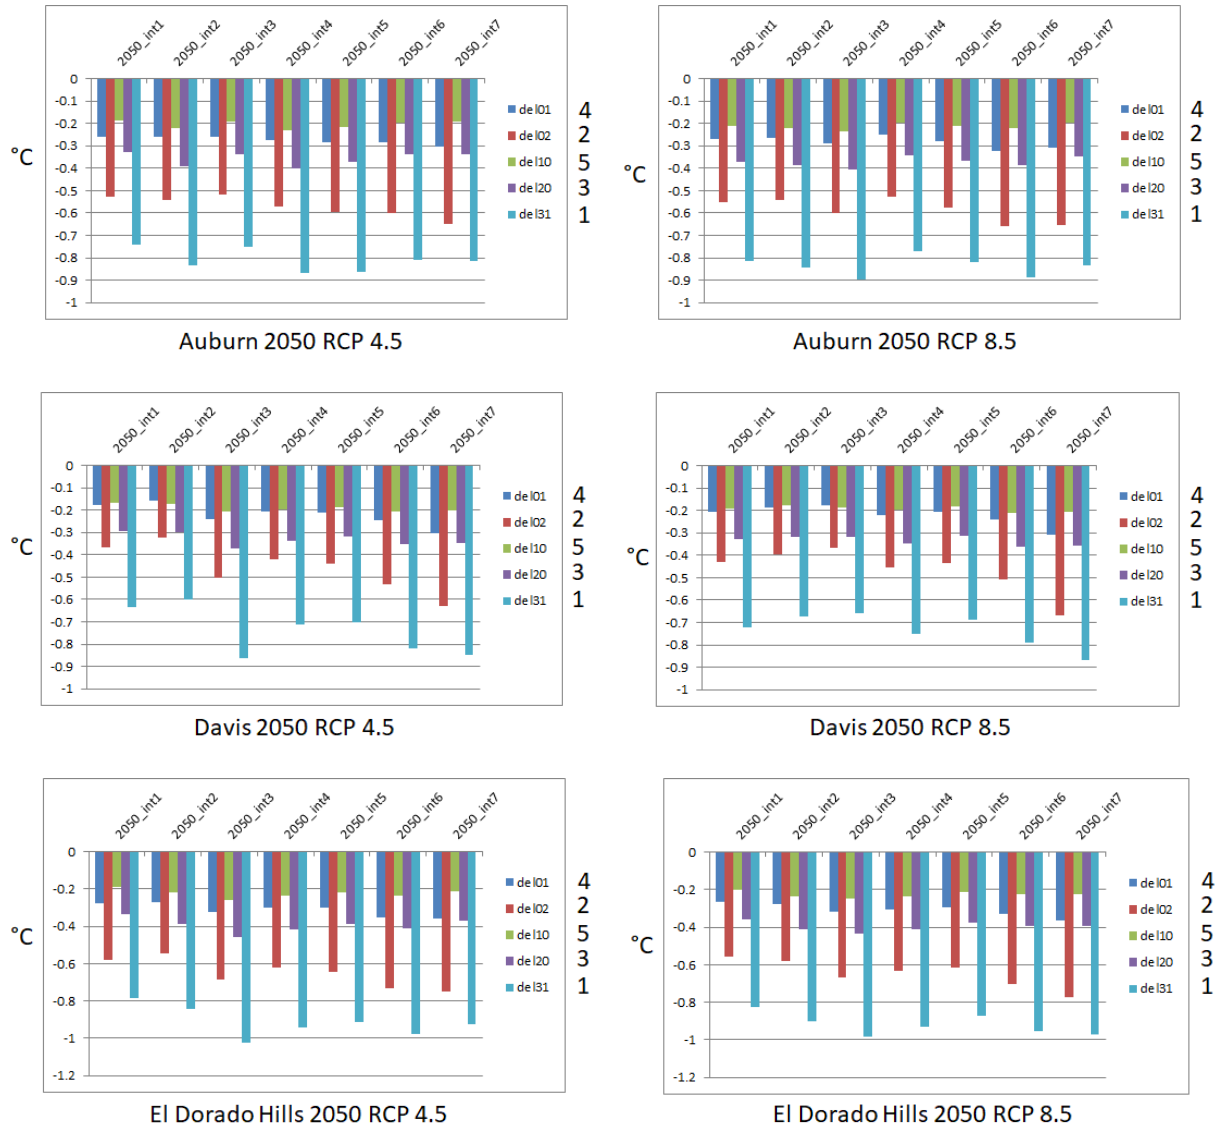 2050_int1 2050_int2 2050_int3 2050_int4 2050_int5 2050_int6 2050_int7
0
-0.1
-0.2
-0.3
-0.4
-0.5
-0.6
-0.7
-0.8
-0.9
-1
°C
del01 4
del02 2
del10 5
del20 3
del31 1
Auburn 2050 RCP 4.5
2050_int1 2050_int2 2050_int3 2050_int4 2050_int5 2050_int6 2050_int7
0
-0.1
-0.2
-0.3
-0.4
-0.5
-0.6
-0.7
-0.8
-0.9
-1
°C
del01 4
del02 2
del10 5
del20 3
del31 1
Auburn 2050 RCP 8.5
2050_int1 2050_int2 2050_int3 2050_int4 2050_int5 2050_int6 2050_int7
0
-0.1
-0.2
-0.3
-0.4
-0.5
-0.6
-0.7
-0.8
-0.9
-1
°C
del01 4
del02 2
del10 5
del20 3
del31 1
Davis 2050 RCP 4.5
2050_int1 2050_int2 2050_int3 2050_int4 2050_int5 2050_int6 2050_int7
0
-0.1
-0.2
-0.3
-0.4
-0.5
-0.6
-0.7
-0.8
-0.9
-1
°C
del01 4
del02 2
del10 5
del20 3
del31 1
Davis 2050 RCP 8.5
2050_int1 2050_int2 2050_int3 2050_int4 2050_int5 2050_int6 2050_int7
0
-0.2
-0.4
-0.6
-0.8
-1
-1.2
°C
del01 4
del02 2
del10 5
del20 3
del31 1
El Dorado Hills 2050 RCP 4.5
2050_int1 2050_int2 2050_int3 2050_int4 2050_int5 2050_int6 2050_int7
0
-0.2
-0.4
-0.6
-0.8
-1
-1.2
°C
del01 4
del02 2
del10 5
del20 3
del31 1
El Dorado Hills 2050 RCP 8.5